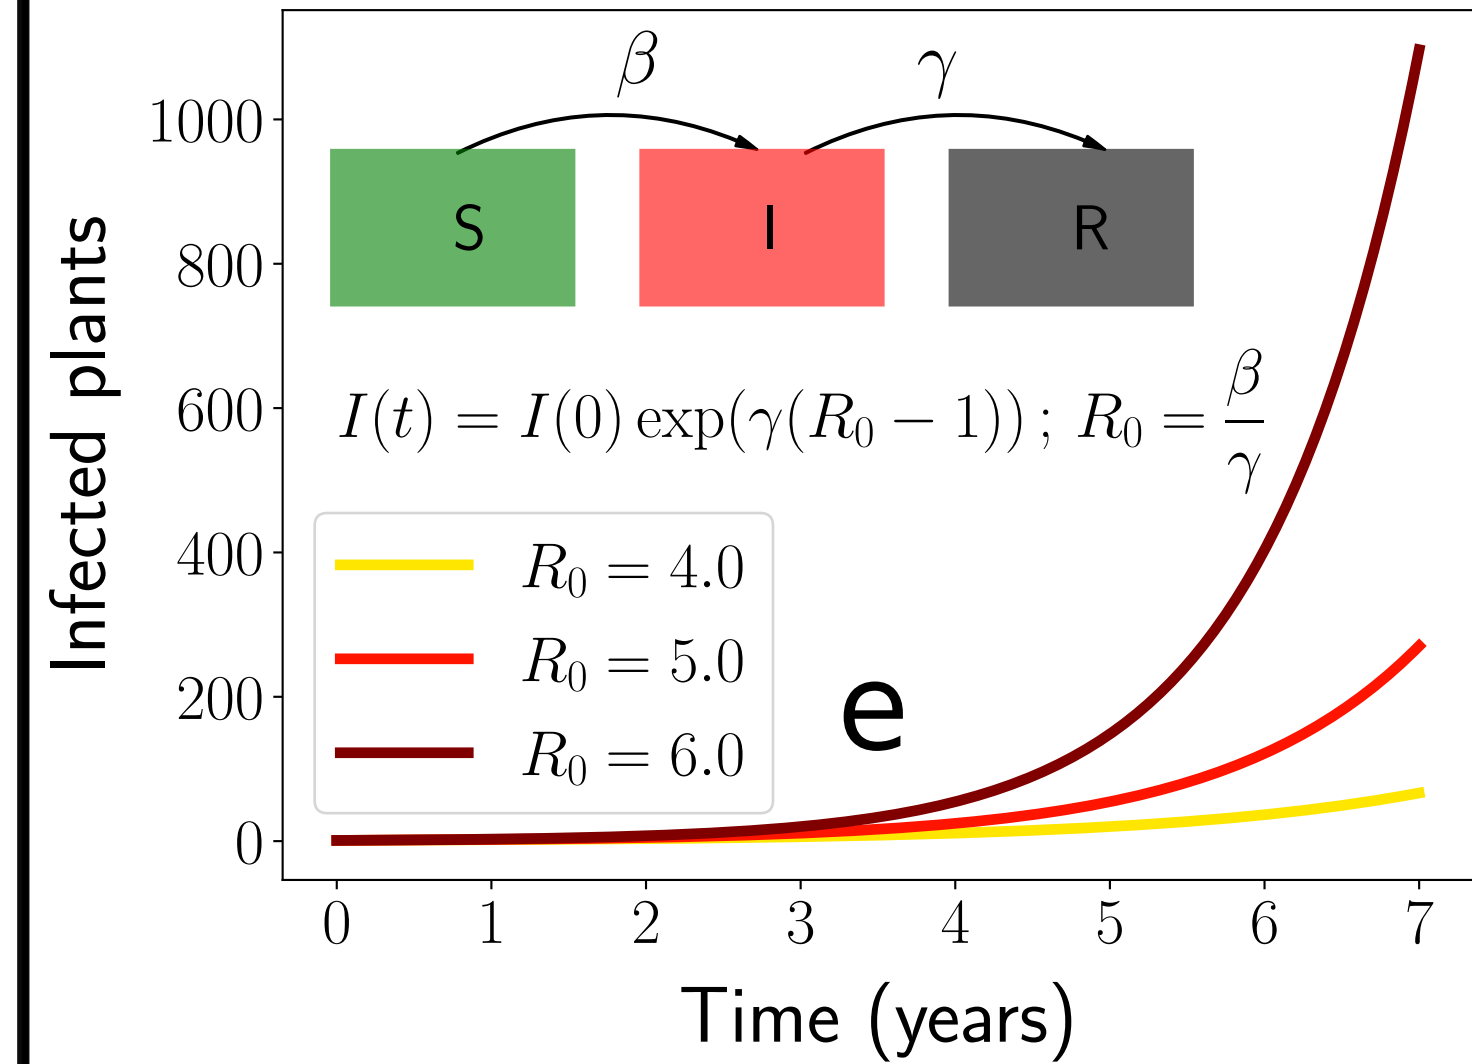 β γ
S I R
I(t) = I(0) exp(γ(R₀ − 1)) ; R₀ = β/γ
R₀ = 4.0
R₀ = 5.0
R₀ = 6.0
e
1000
800
600
400
200
0
0 1 2 3 4 5 6 7
Infected plants
Time (years)